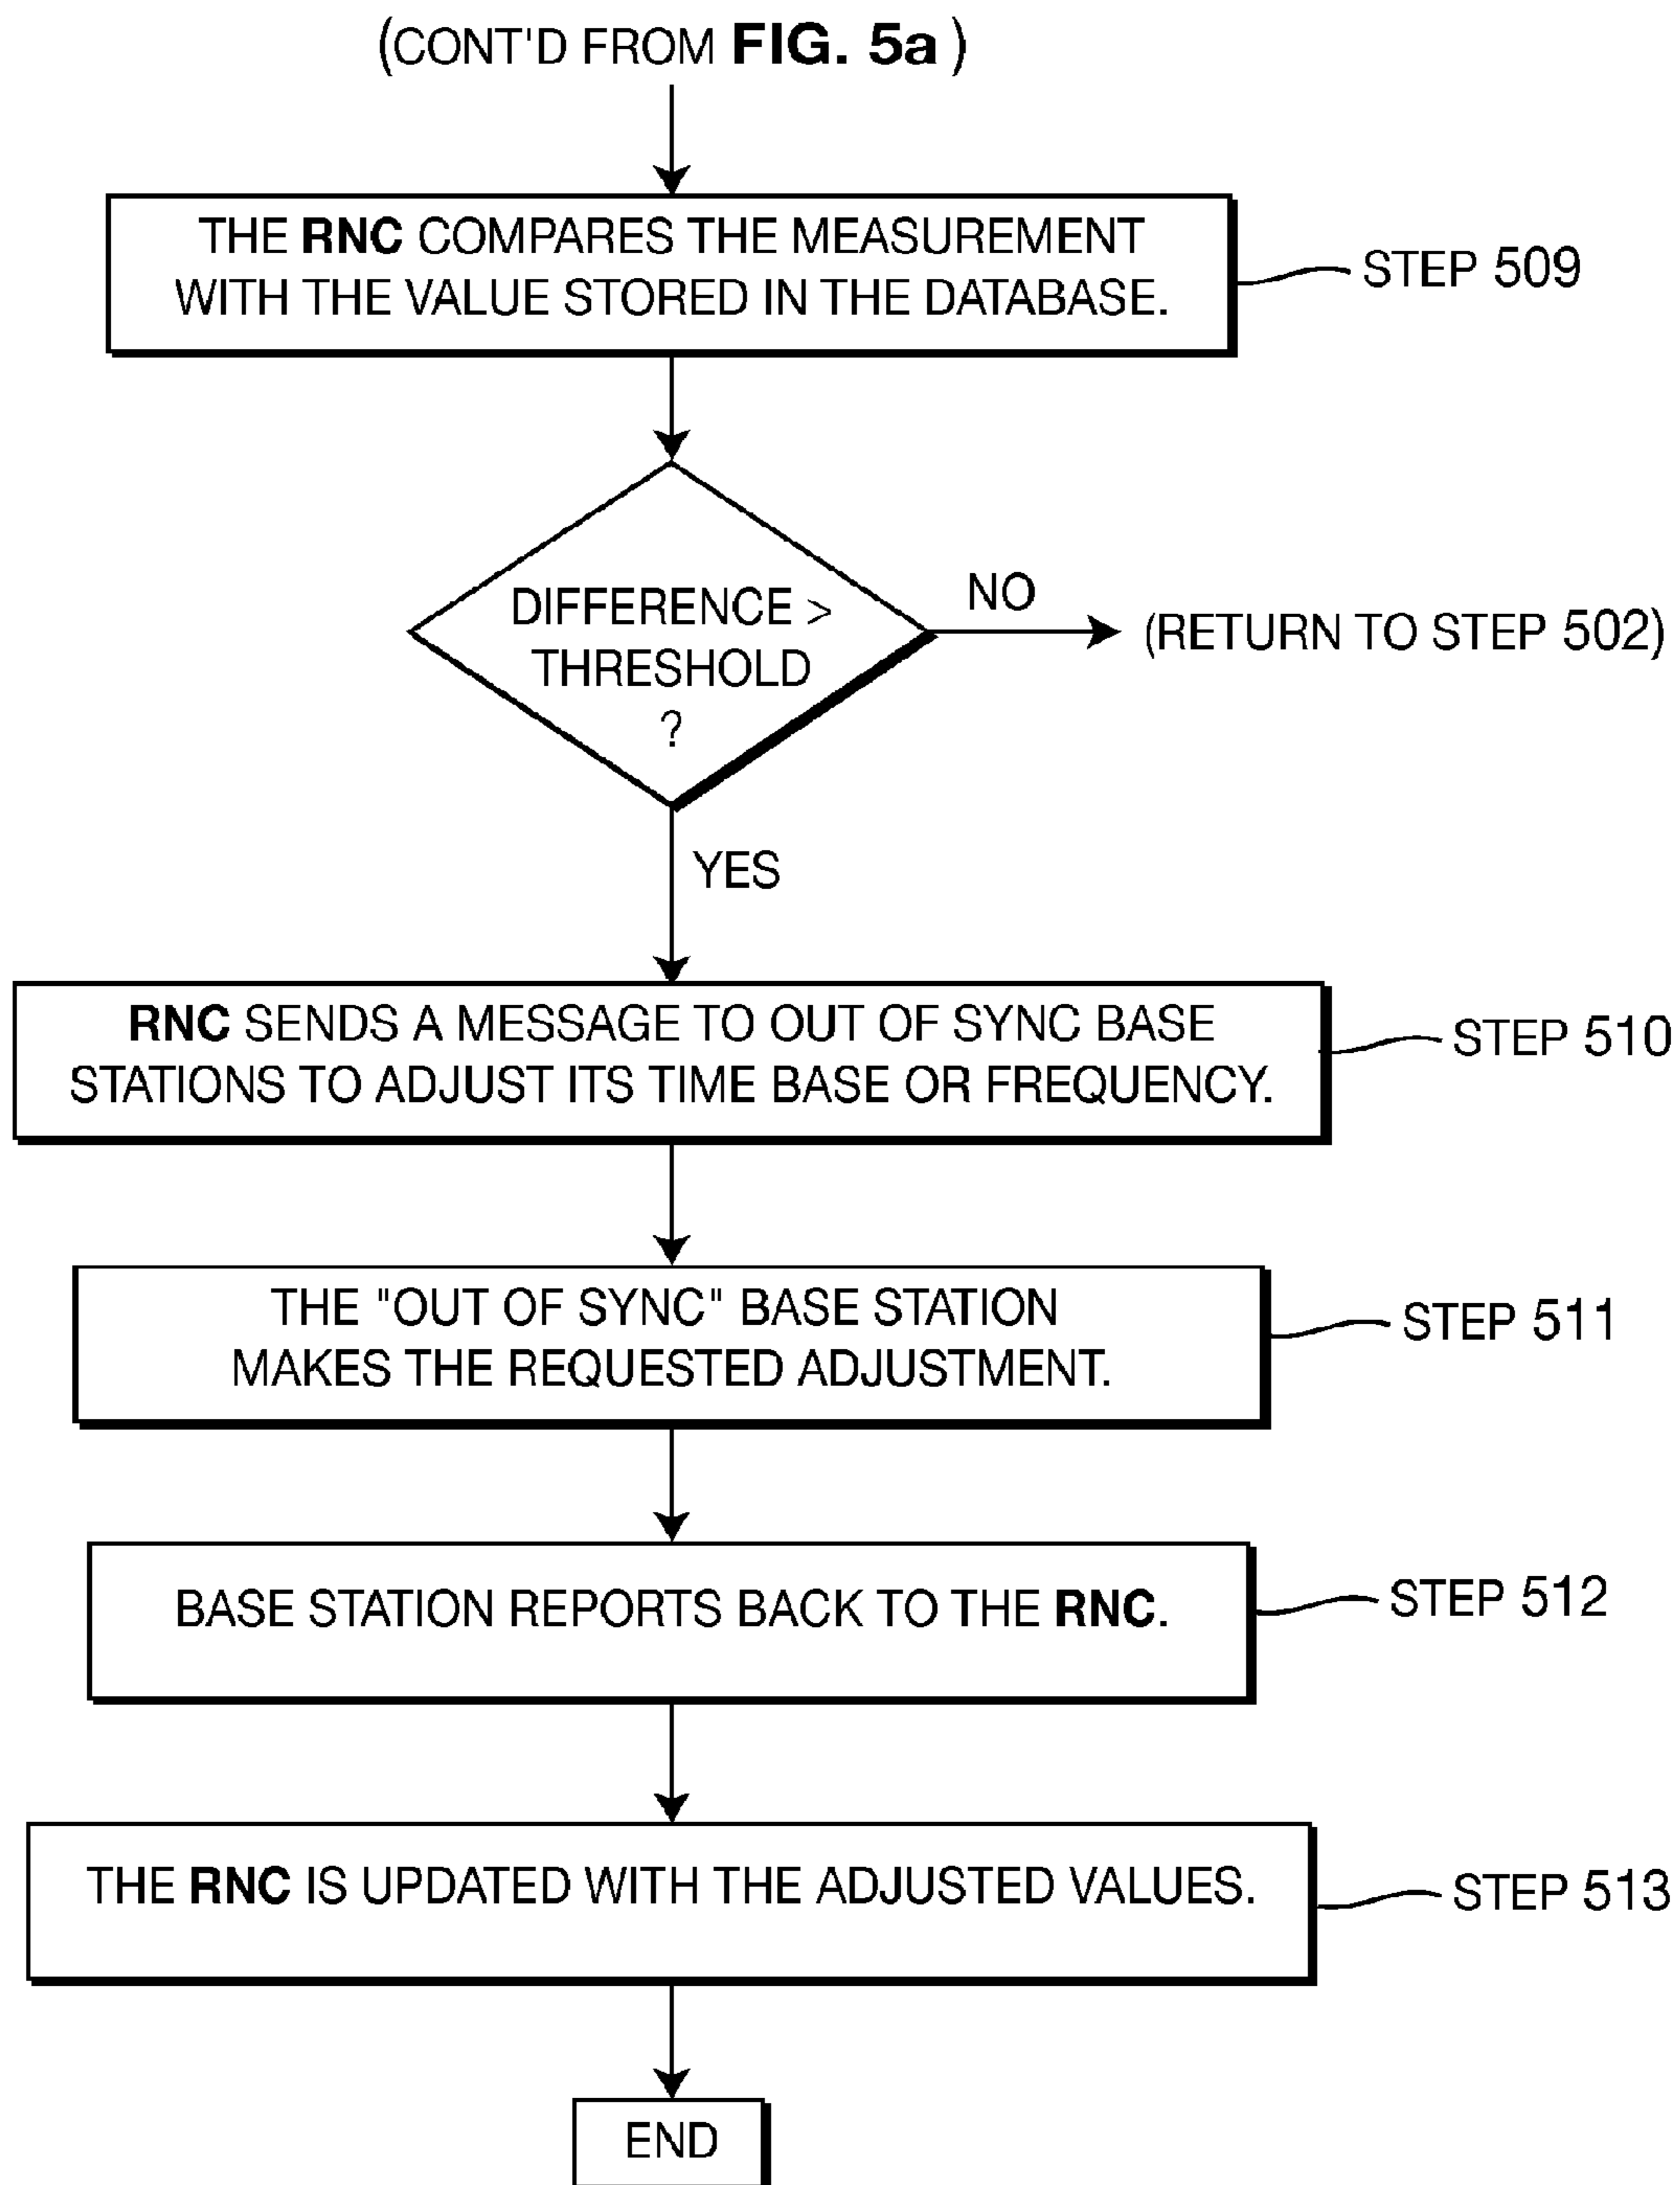 (CONT'D FROM FIG. 5a)
THE RNC COMPARES THE MEASUREMENT
WITH THE VALUE STORED IN THE DATABASE.
STEP 509
DIFFERENCE >
THRESHOLD
?
NO
(RETURN TO STEP 502)
YES
RNC SENDS A MESSAGE TO OUT OF SYNC BASE
STATIONS TO ADJUST ITS TIME BASE OR FREQUENCY.
STEP 510
THE "OUT OF SYNC" BASE STATION
MAKES THE REQUESTED ADJUSTMENT.
STEP 511
BASE STATION REPORTS BACK TO THE RNC.
STEP 512
THE RNC IS UPDATED WITH THE ADJUSTED VALUES.
STEP 513
END